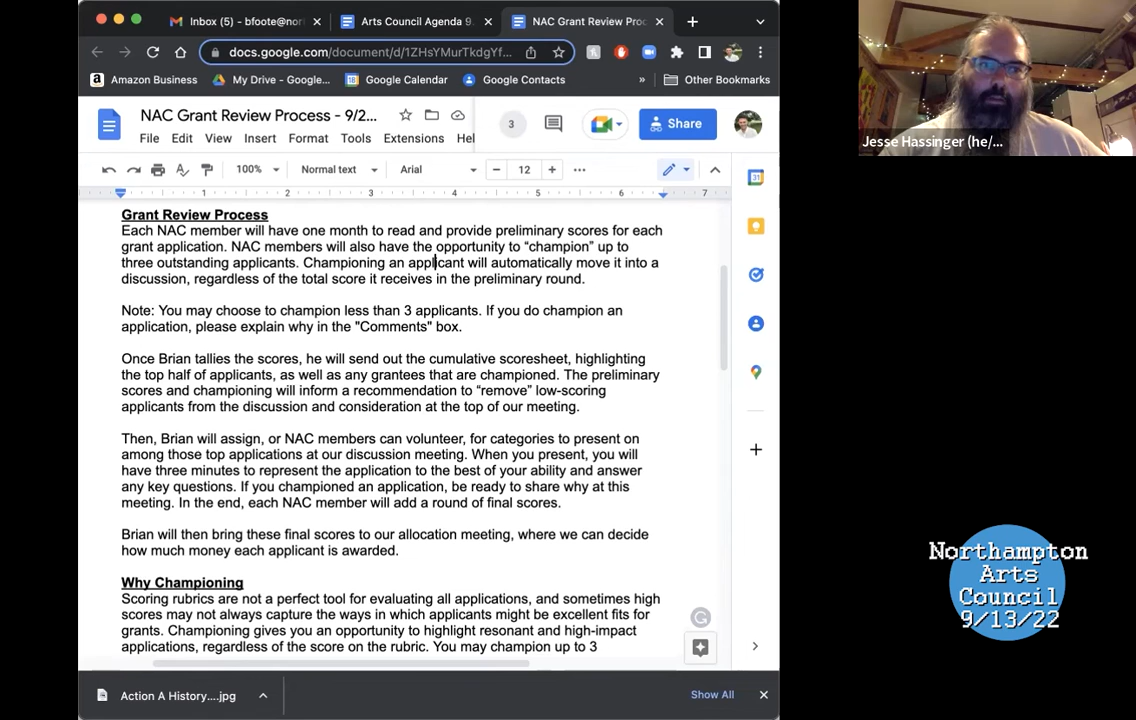 Inbox (5) - bfoote@nor
Arts Council Agenda 9.
NAC Grant Review Proc
docs.google.com/document/d/1ZHsYMurTkdgYf...
Amazon Business
My Drive - Google...
Google Calendar
Google Contacts
»
Other Bookmarks
NAC Grant Review Process - 9/2...
File Edit View Insert Format Tools Extensions Hel
3
Share
100% Normal text Arial 12
1 2 3 4 5 6 7
Grant Review Process
Each NAC member will have one month to read and provide preliminary scores for each
grant application. NAC members will also have the opportunity to “champion” up to
three outstanding applicants. Championing an applicant will automatically move it into a
discussion, regardless of the total score it receives in the preliminary round.
Note: You may choose to champion less than 3 applicants. If you do champion an
application, please explain why in the "Comments" box.
Once Brian tallies the scores, he will send out the cumulative scoresheet, highlighting
the top half of applicants, as well as any grantees that are championed. The preliminary
scores and championing will inform a recommendation to “remove” low-scoring
applicants from the discussion and consideration at the top of our meeting.
Then, Brian will assign, or NAC members can volunteer, for categories to present on
among those top applications at our discussion meeting. When you present, you will
have three minutes to represent the application to the best of your ability and answer
any key questions. If you championed an application, be ready to share why at this
meeting. In the end, each NAC member will add a round of final scores.
Brian will then bring these final scores to our allocation meeting, where we can decide
how much money each applicant is awarded.
Why Championing
Scoring rubrics are not a perfect tool for evaluating all applications, and sometimes high
scores may not always capture the ways in which applicants might be excellent fits for
grants. Championing gives you an opportunity to highlight resonant and high-impact
applications, regardless of the score on the rubric. You may champion up to 3
Action A History....jpg
Show All
Jesse Hassinger (he/...
Northampton
Arts
Council
9/13/22